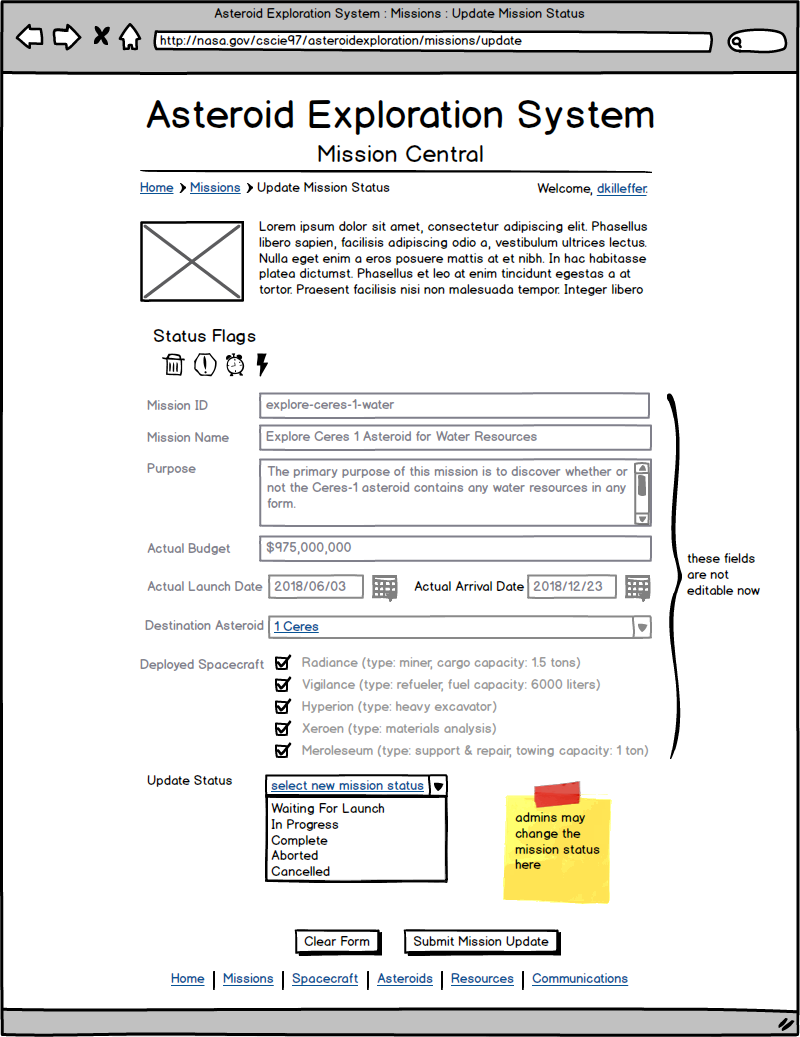 Asteroid Exploration System : Missions : Update Mission Status
http://nasa.gov/cscie97/asteroidexploration/missions/update
Asteroid Exploration System
Mission Central
Home > Missions > Update Mission Status
Welcome, dkilleffer.
Lorem ipsum dolor sit amet, consectetur adipiscing elit. Phasellus
libero sapien, facilisis adipiscing odio a, vestibulum ultrices lectus.
Nulla eget enim a eros posuere mattis at et nibh. In hac habitasse
platea dictumst. Phasellus et leo at enim tincidunt egestas a at
tortor. Praesent facilisis nisi non malesuada tempor. Integer libero
Status Flags
Mission ID
explore-ceres-1-water
Mission Name
Explore Ceres 1 Asteroid for Water Resources
Purpose
The primary purpose of this mission is to discover whether or
not the Ceres-1 asteroid contains any water resources in any
form.
Actual Budget
$975,000,000
Actual Launch Date
2018/06/03
Actual Arrival Date
2018/12/23
Destination Asteroid
1 Ceres
Deployed Spacecraft
Radiance (type: miner, cargo capacity: 1.5 tons)
Vigilance (type: refueler, fuel capacity: 6000 liters)
Hyperion (type: heavy excavator)
Xeroen (type: materials analysis)
Meroleseum (type: support & repair, towing capacity: 1 ton)
these fields
are not
editable now
Update Status
select new mission status
Waiting For Launch
In Progress
Complete
Aborted
Cancelled
admins may
change the
mission status
here
Clear Form
Submit Mission Update
Home | Missions | Spacecraft | Asteroids | Resources | Communications